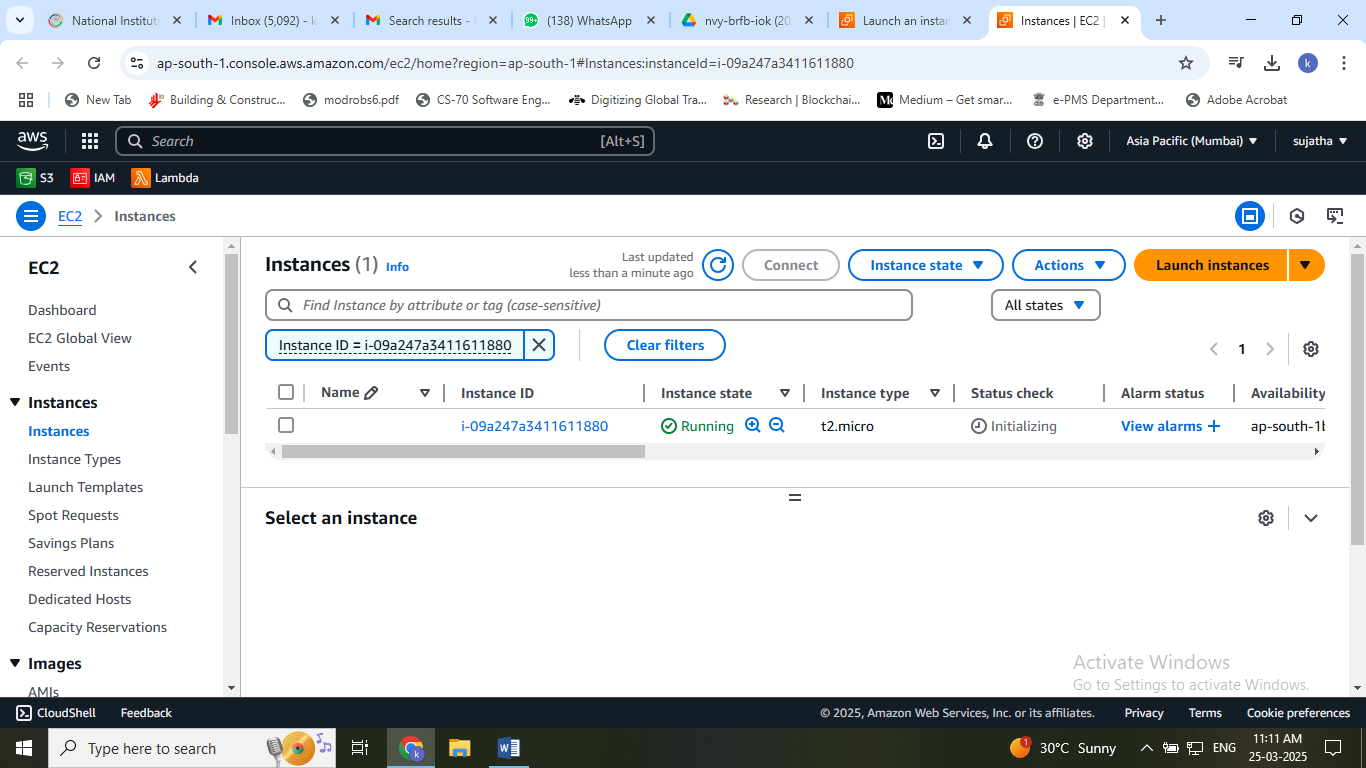 National Institut
Inbox (5,092) - k
Search results - k
99+
(138) WhatsApp
nvy-brfb-iok (20
Launch an instan
Instances | EC2 |
ap-south-1.console.aws.amazon.com/ec2/home?region=ap-south-1#Instances:instanceId=i-09a247a3411611880
k
New Tab
Building & Construc...
modrobs6.pdf
CS-70 Software Eng...
Digitizing Global Tra...
Research | Blockchai...
Medium – Get smar...
e-PMS Department...
Adobe Acrobat
aws
Search
[Alt+S]
Asia Pacific (Mumbai)
sujatha
S3
IAM
Lambda
EC2
Instances
EC2
Dashboard
EC2 Global View
Events
Instances
Instances
Instance Types
Launch Templates
Spot Requests
Savings Plans
Reserved Instances
Dedicated Hosts
Capacity Reservations
Images
AMIs
Instances (1) Info
Last updated
less than a minute ago
Connect
Instance state
Actions
Launch instances
Find Instance by attribute or tag (case-sensitive)
All states
Instance ID = i-09a247a3411611880
Clear filters
1
Name
Instance ID
Instance state
Instance type
Status check
Alarm status
Availability
i-09a247a3411611880
Running
t2.micro
Initializing
View alarms +
ap-south-1b
Select an instance
Activate Windows
Go to Settings to activate Windows.
CloudShell
Feedback
© 2025, Amazon Web Services, Inc. or its affiliates.
Privacy
Terms
Cookie preferences
Type here to search
1
30°C Sunny
ENG
11:11 AM
25-03-2025